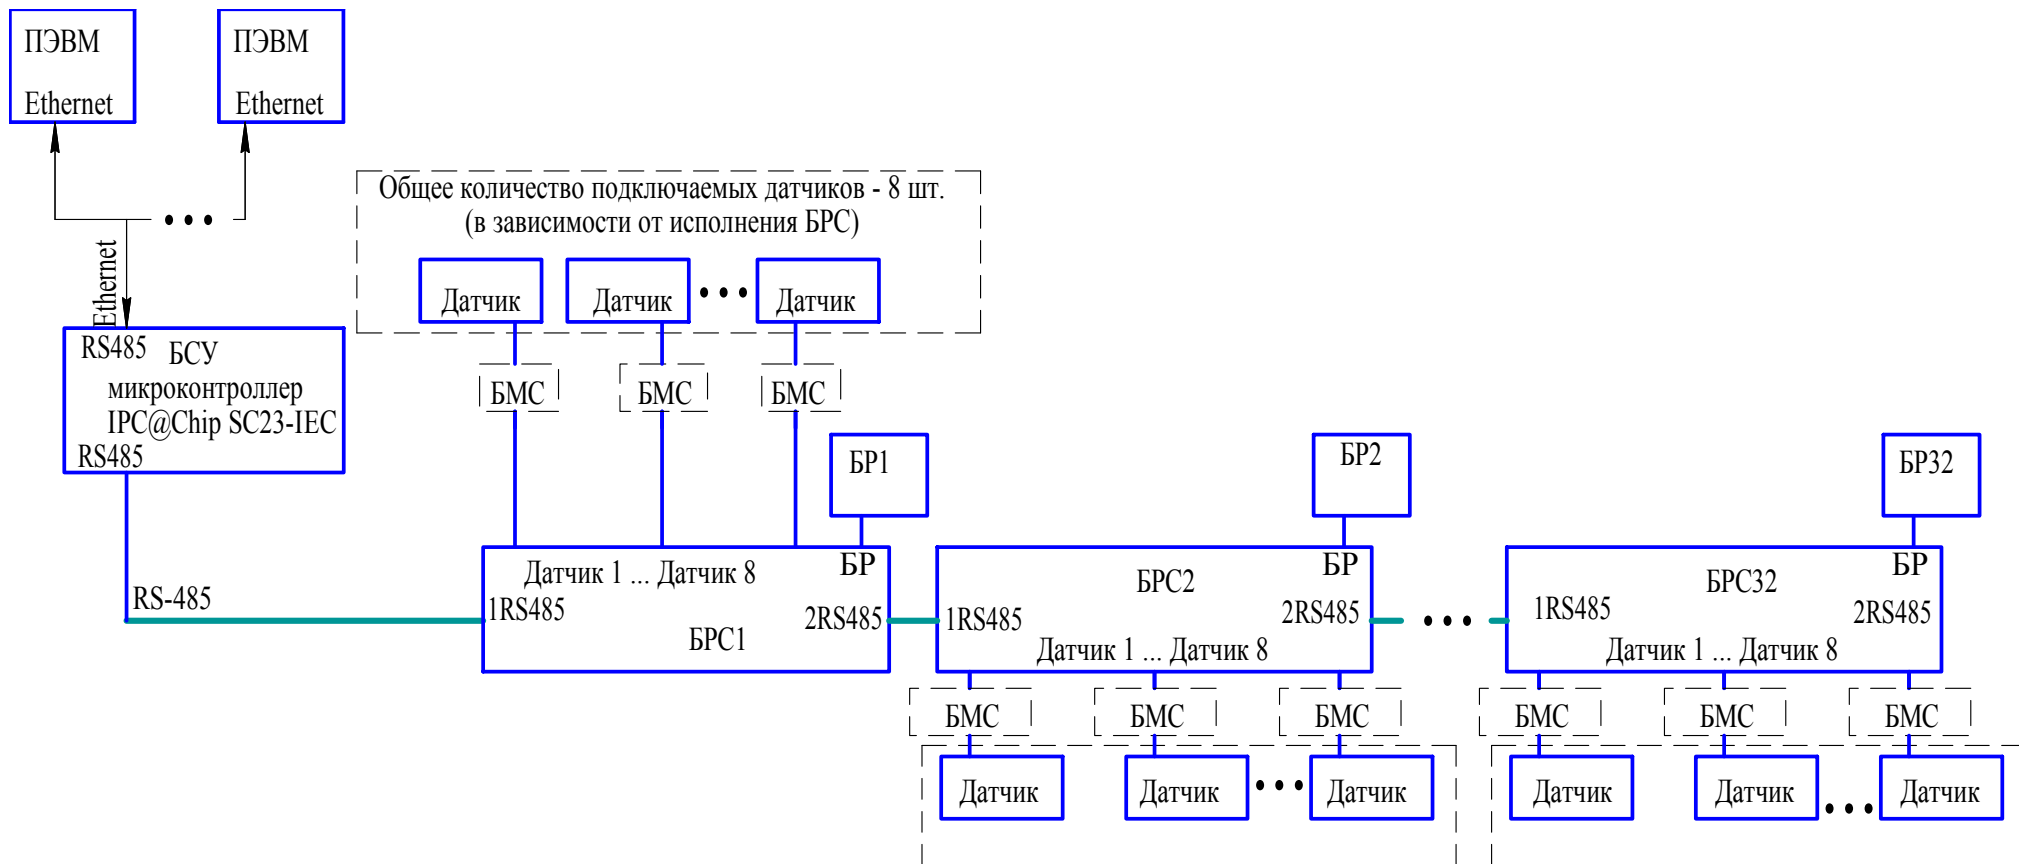 ПЭВМ
Ethernet
ПЭВМ
Ethernet
Ethernet
Общее количество подключаемых датчиков - 8 шт.
(в зависимости от исполнения БРС)
Датчик
Датчик
Датчик
RS485
БСУ
микроконтроллер
IPC@Chip SC23-IEC
RS485
БМС
БМС
БМС
БР1
БР2
БР32
RS-485
Датчик 1 ... Датчик 8
БР
1RS485
2RS485
БРС1
БРС2
БР
1RS485
2RS485
Датчик 1 ... Датчик 8
БРС32
БР
1RS485
2RS485
Датчик 1 ... Датчик 8
БМС
БМС
БМС
БМС
БМС
БМС
Датчик
Датчик
Датчик
Датчик
Датчик
Датчик